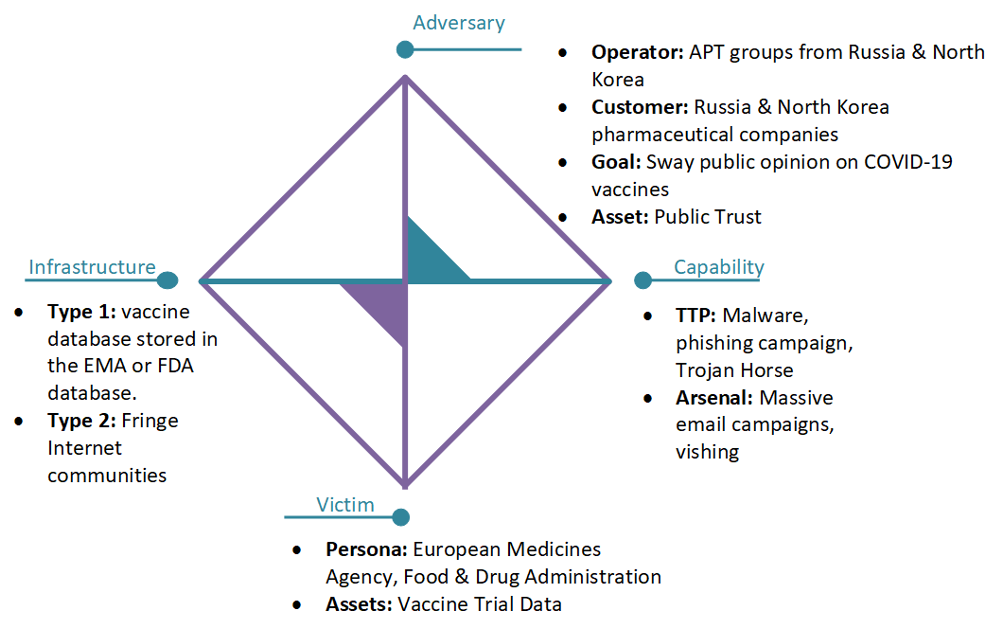 Adversary
• Operator: APT groups from Russia & North
Korea
• Customer: Russia & North Korea
pharmaceutical companies
• Goal: Sway public opinion on COVID-19
vaccines
• Asset: Public Trust
Infrastructure
• Type 1: vaccine
database stored in
the EMA or FDA
database.
• Type 2: Fringe
Internet
communities
Capability
• TTP: Malware,
phishing campaign,
Trojan Horse
• Arsenal: Massive
email campaigns,
vishing
Victim
• Persona: European Medicines
Agency, Food & Drug Administration
• Assets: Vaccine Trial Data